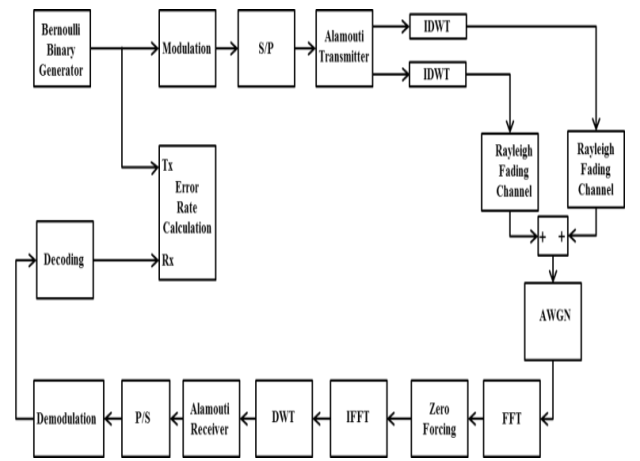 Bernoulli
Binary
Generator
Modulation
S/P
Alamouti
Transmitter
IDWT
IDWT
Rayleigh
Fading
Channel
Rayleigh
Fading
Channel
+ +
AWGN
Tx
Error
Rate
Calculation
Rx
Decoding
Demodulation
P/S
Alamouti
Receiver
DWT
IFFT
Zero
Forcing
FFT